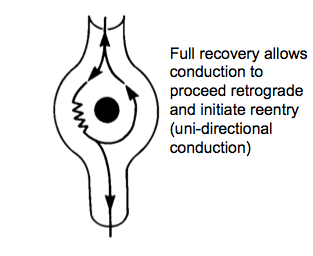 Full recovery allows
conduction to
proceed retrograde
and initiate reentry
(uni-directional
conduction)